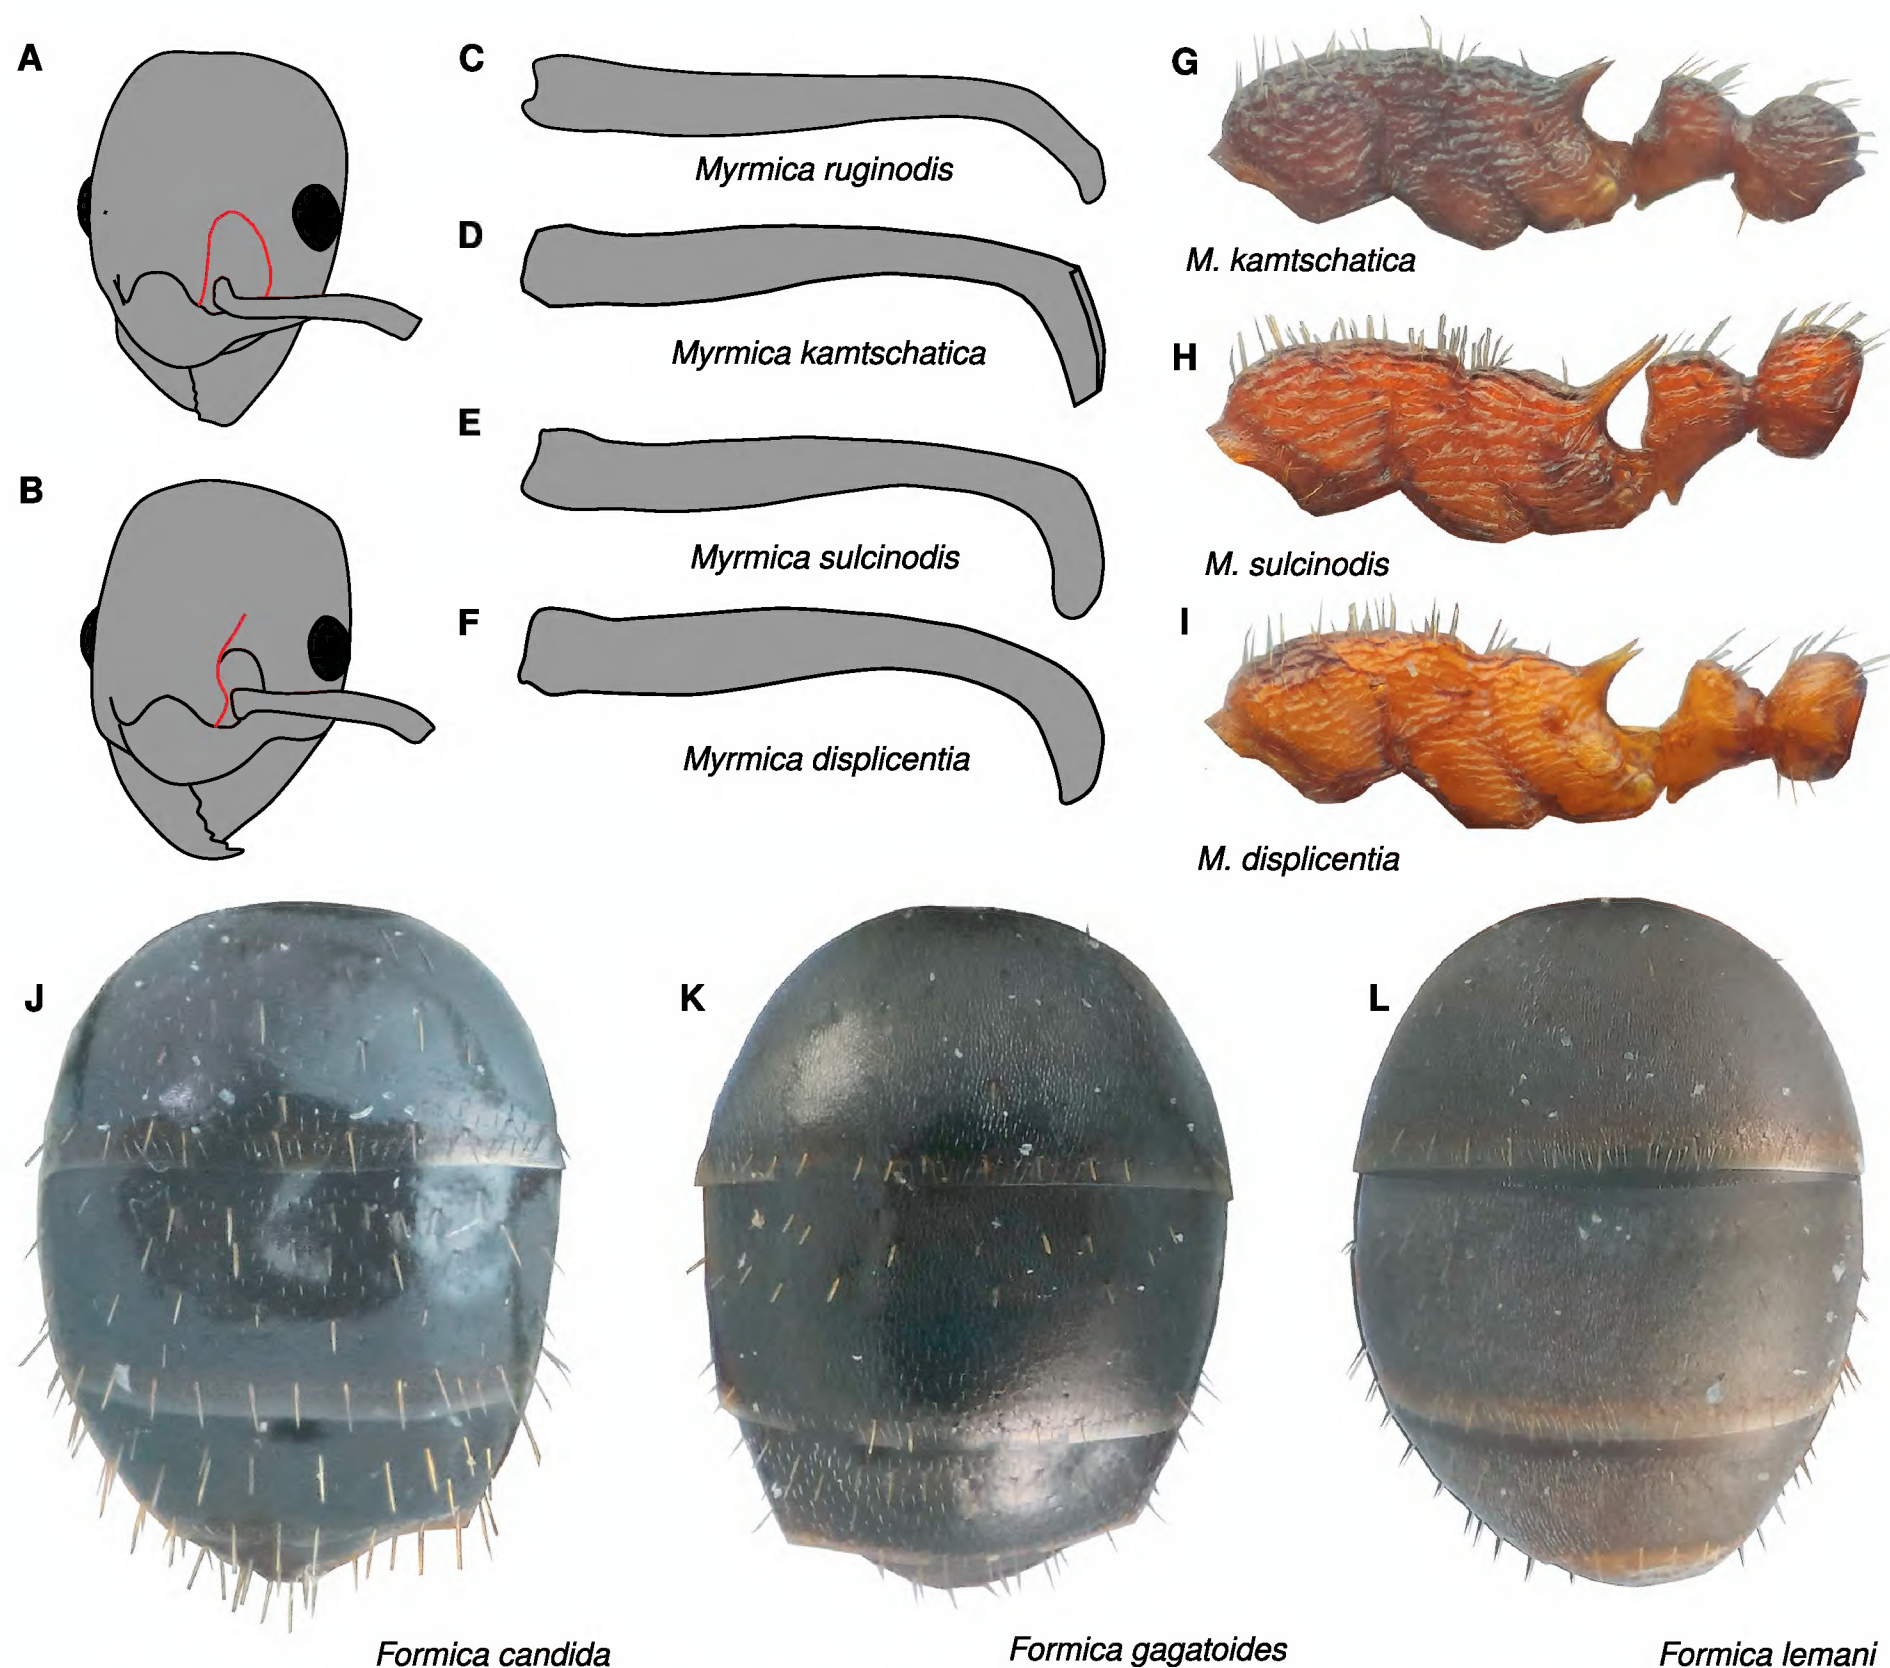 A
B
C
Myrmica ruginodis
D
Myrmica kamtschatica
E
Myrmica sulcinodis
F
Myrmica displicentia
G
M. kamtschatica
H
M. sulcinodis
I
M. displicentia
J
Formica candida
K
Formica gagatoides
L
Formica lemani